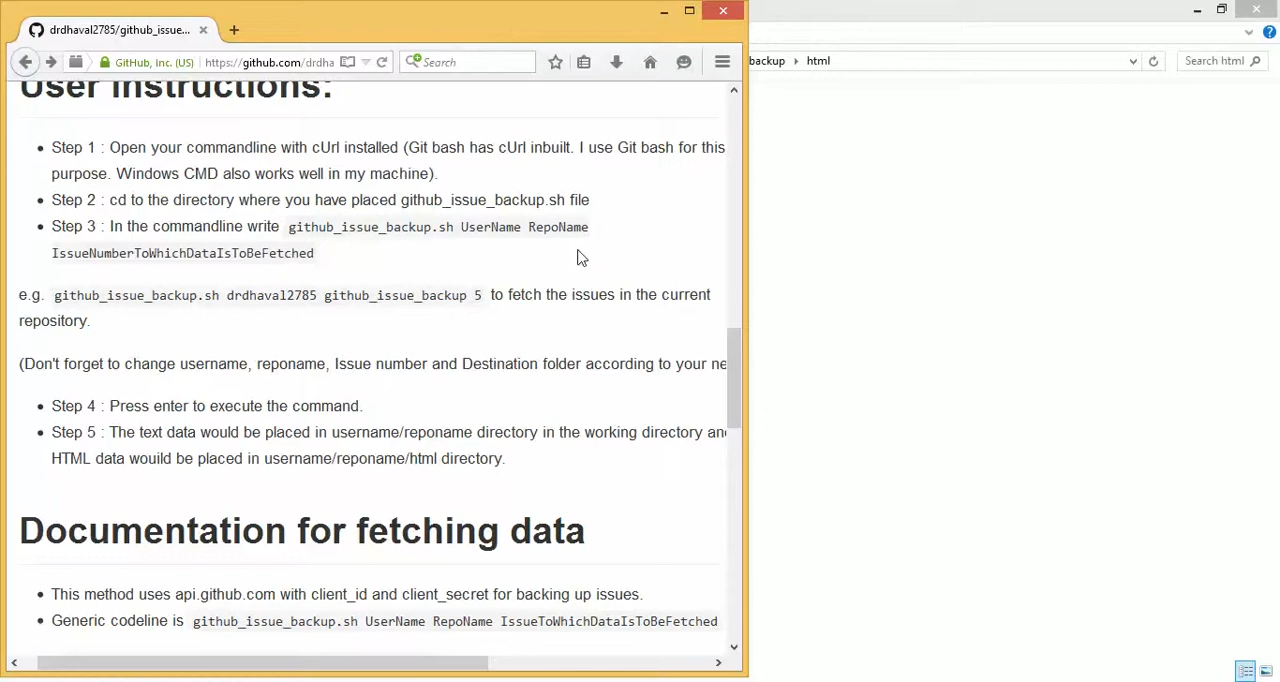 drdhaval2785/github_issue...
GitHub, Inc. (US)
https://github.com/drdha
Search
backup
html
Search html
User Instructions:
Step 1 : Open your commandline with cUrl installed (Git bash has cUrl inbuilt. I use Git bash for this
purpose. Windows CMD also works well in my machine).
Step 2 : cd to the directory where you have placed github_issue_backup.sh file
Step 3 : In the commandline write github_issue_backup.sh UserName RepoName
IssueNumberToWhichDataIsToBeFetched
e.g. github_issue_backup.sh drdhaval2785 github_issue_backup 5 to fetch the issues in the current
repository.
(Don't forget to change username, reponame, Issue number and Destination folder according to your ne
Step 4 : Press enter to execute the command.
Step 5 : The text data would be placed in username/reponame directory in the working directory and
HTML data wouild be placed in username/reponame/html directory.
Documentation for fetching data
This method uses api.github.com with client_id and client_secret for backing up issues.
Generic codeline is github_issue_backup.sh UserName RepoName IssueToWhichDataIsToBeFetched